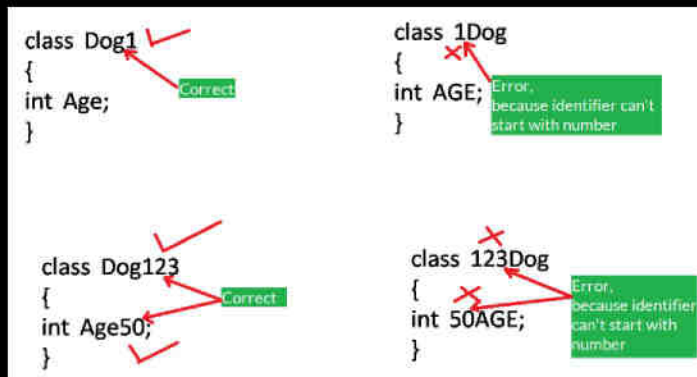 class Dog1
{
int Age;
}
Correct
class 1Dog
{
int AGE;
}
Error,
because identifier can't
start with number
class Dog123
{
int Age50;
}
Correct
class 123Dog
{
int 50AGE;
}
Error,
because identifier
can't start with
number